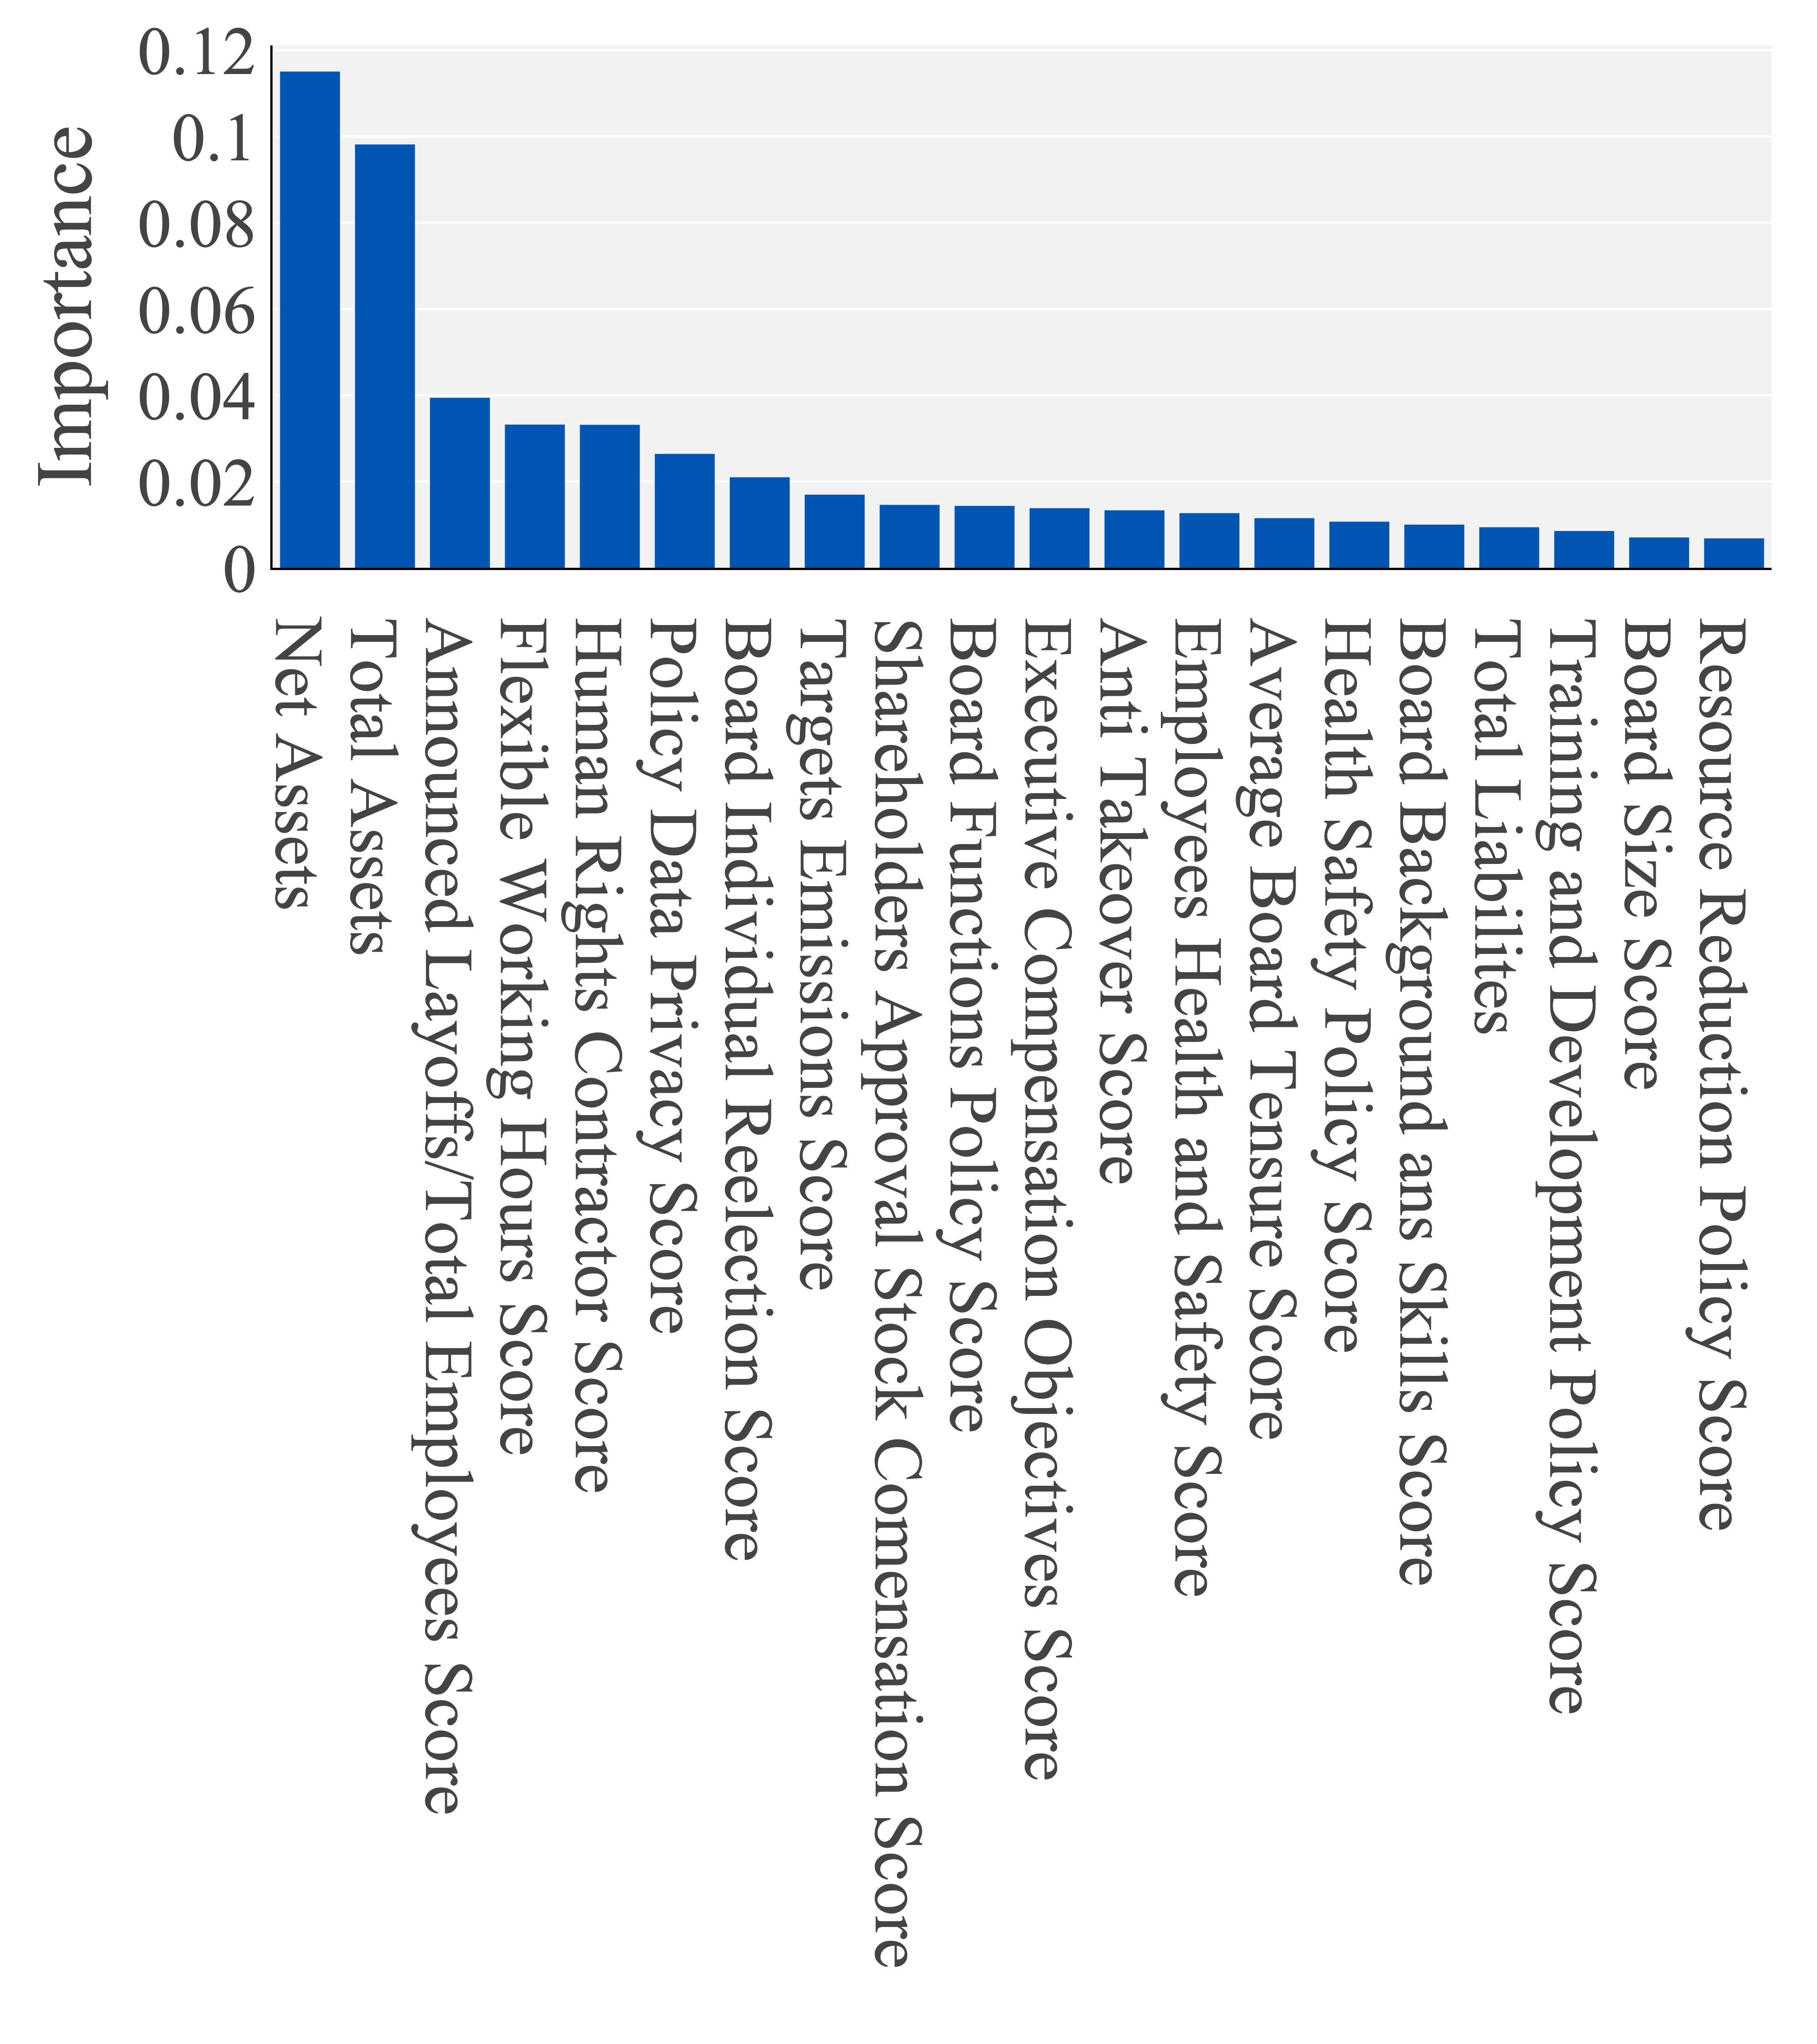 Importance
0.12
0.1
0.08
0.06
0.04
0.02
0
Net Assets
Total Assets
Announced Layoffs/Total Employees Score
Flexible Working Hours Score
Human Rights Contractor Score
Policy Data Privacy Score
Board Individual Reelection Score
Targets Emissions Score
Shareholders Approval Stock Comensation Score
Board Functions Policy Score
Executive Compensation Objectives Score
Anti Takeover Score
Employees Health and Safety Score
Average Board Tensure Score
Health Safety Policy Score
Board Background ans Skills Score
Total Liabilites
Training and Development Policy Score
Board Size Score
Resource Reduction Policy Score